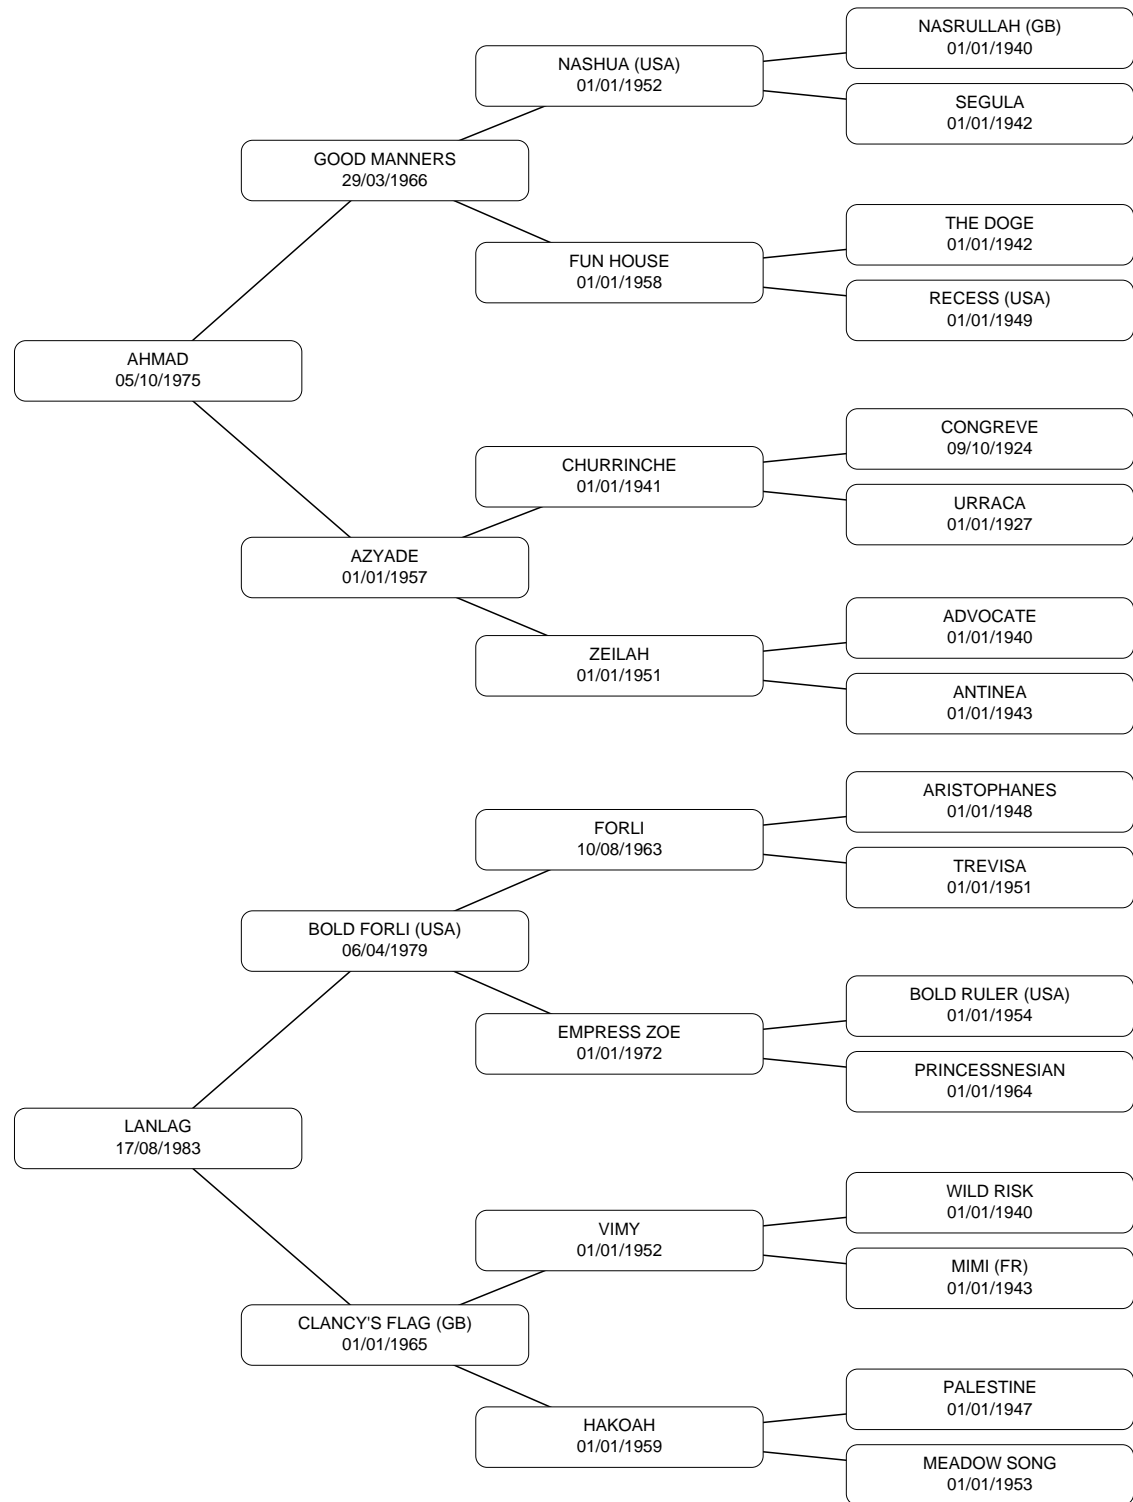 NASRULLAH (GB)
01/01/1940
NASHUA (USA)
01/01/1952
SEGULA
01/01/1942
GOOD MANNERS
29/03/1966
THE DOGE
01/01/1942
FUN HOUSE
01/01/1958
RECESS (USA)
01/01/1949
AHMAD
05/10/1975
CONGREVE
09/10/1924
CHURRINCHE
01/01/1941
URRACA
01/01/1927
AZYADE
01/01/1957
ADVOCATE
01/01/1940
ZEILAH
01/01/1951
ANTINEA
01/01/1943
ARISTOPHANES
01/01/1948
FORLI
10/08/1963
TREVISA
01/01/1951
BOLD FORLI (USA)
06/04/1979
BOLD RULER (USA)
01/01/1954
EMPRESS ZOE
01/01/1972
PRINCESSNESIAN
01/01/1964
LANLAG
17/08/1983
WILD RISK
01/01/1940
VIMY
01/01/1952
MIMI (FR)
01/01/1943
CLANCY'S FLAG (GB)
01/01/1965
PALESTINE
01/01/1947
HAKOAH
01/01/1959
MEADOW SONG
01/01/1953